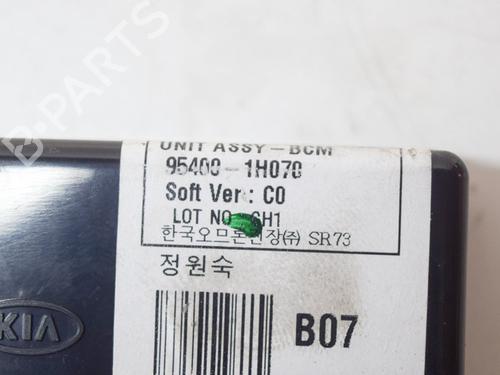 UNIT ASSY-BCM
95400-1H070
Soft Ver: C0
LOT NO GH1
한국오므론전장(주) SR73
정원숙
B07
KIA